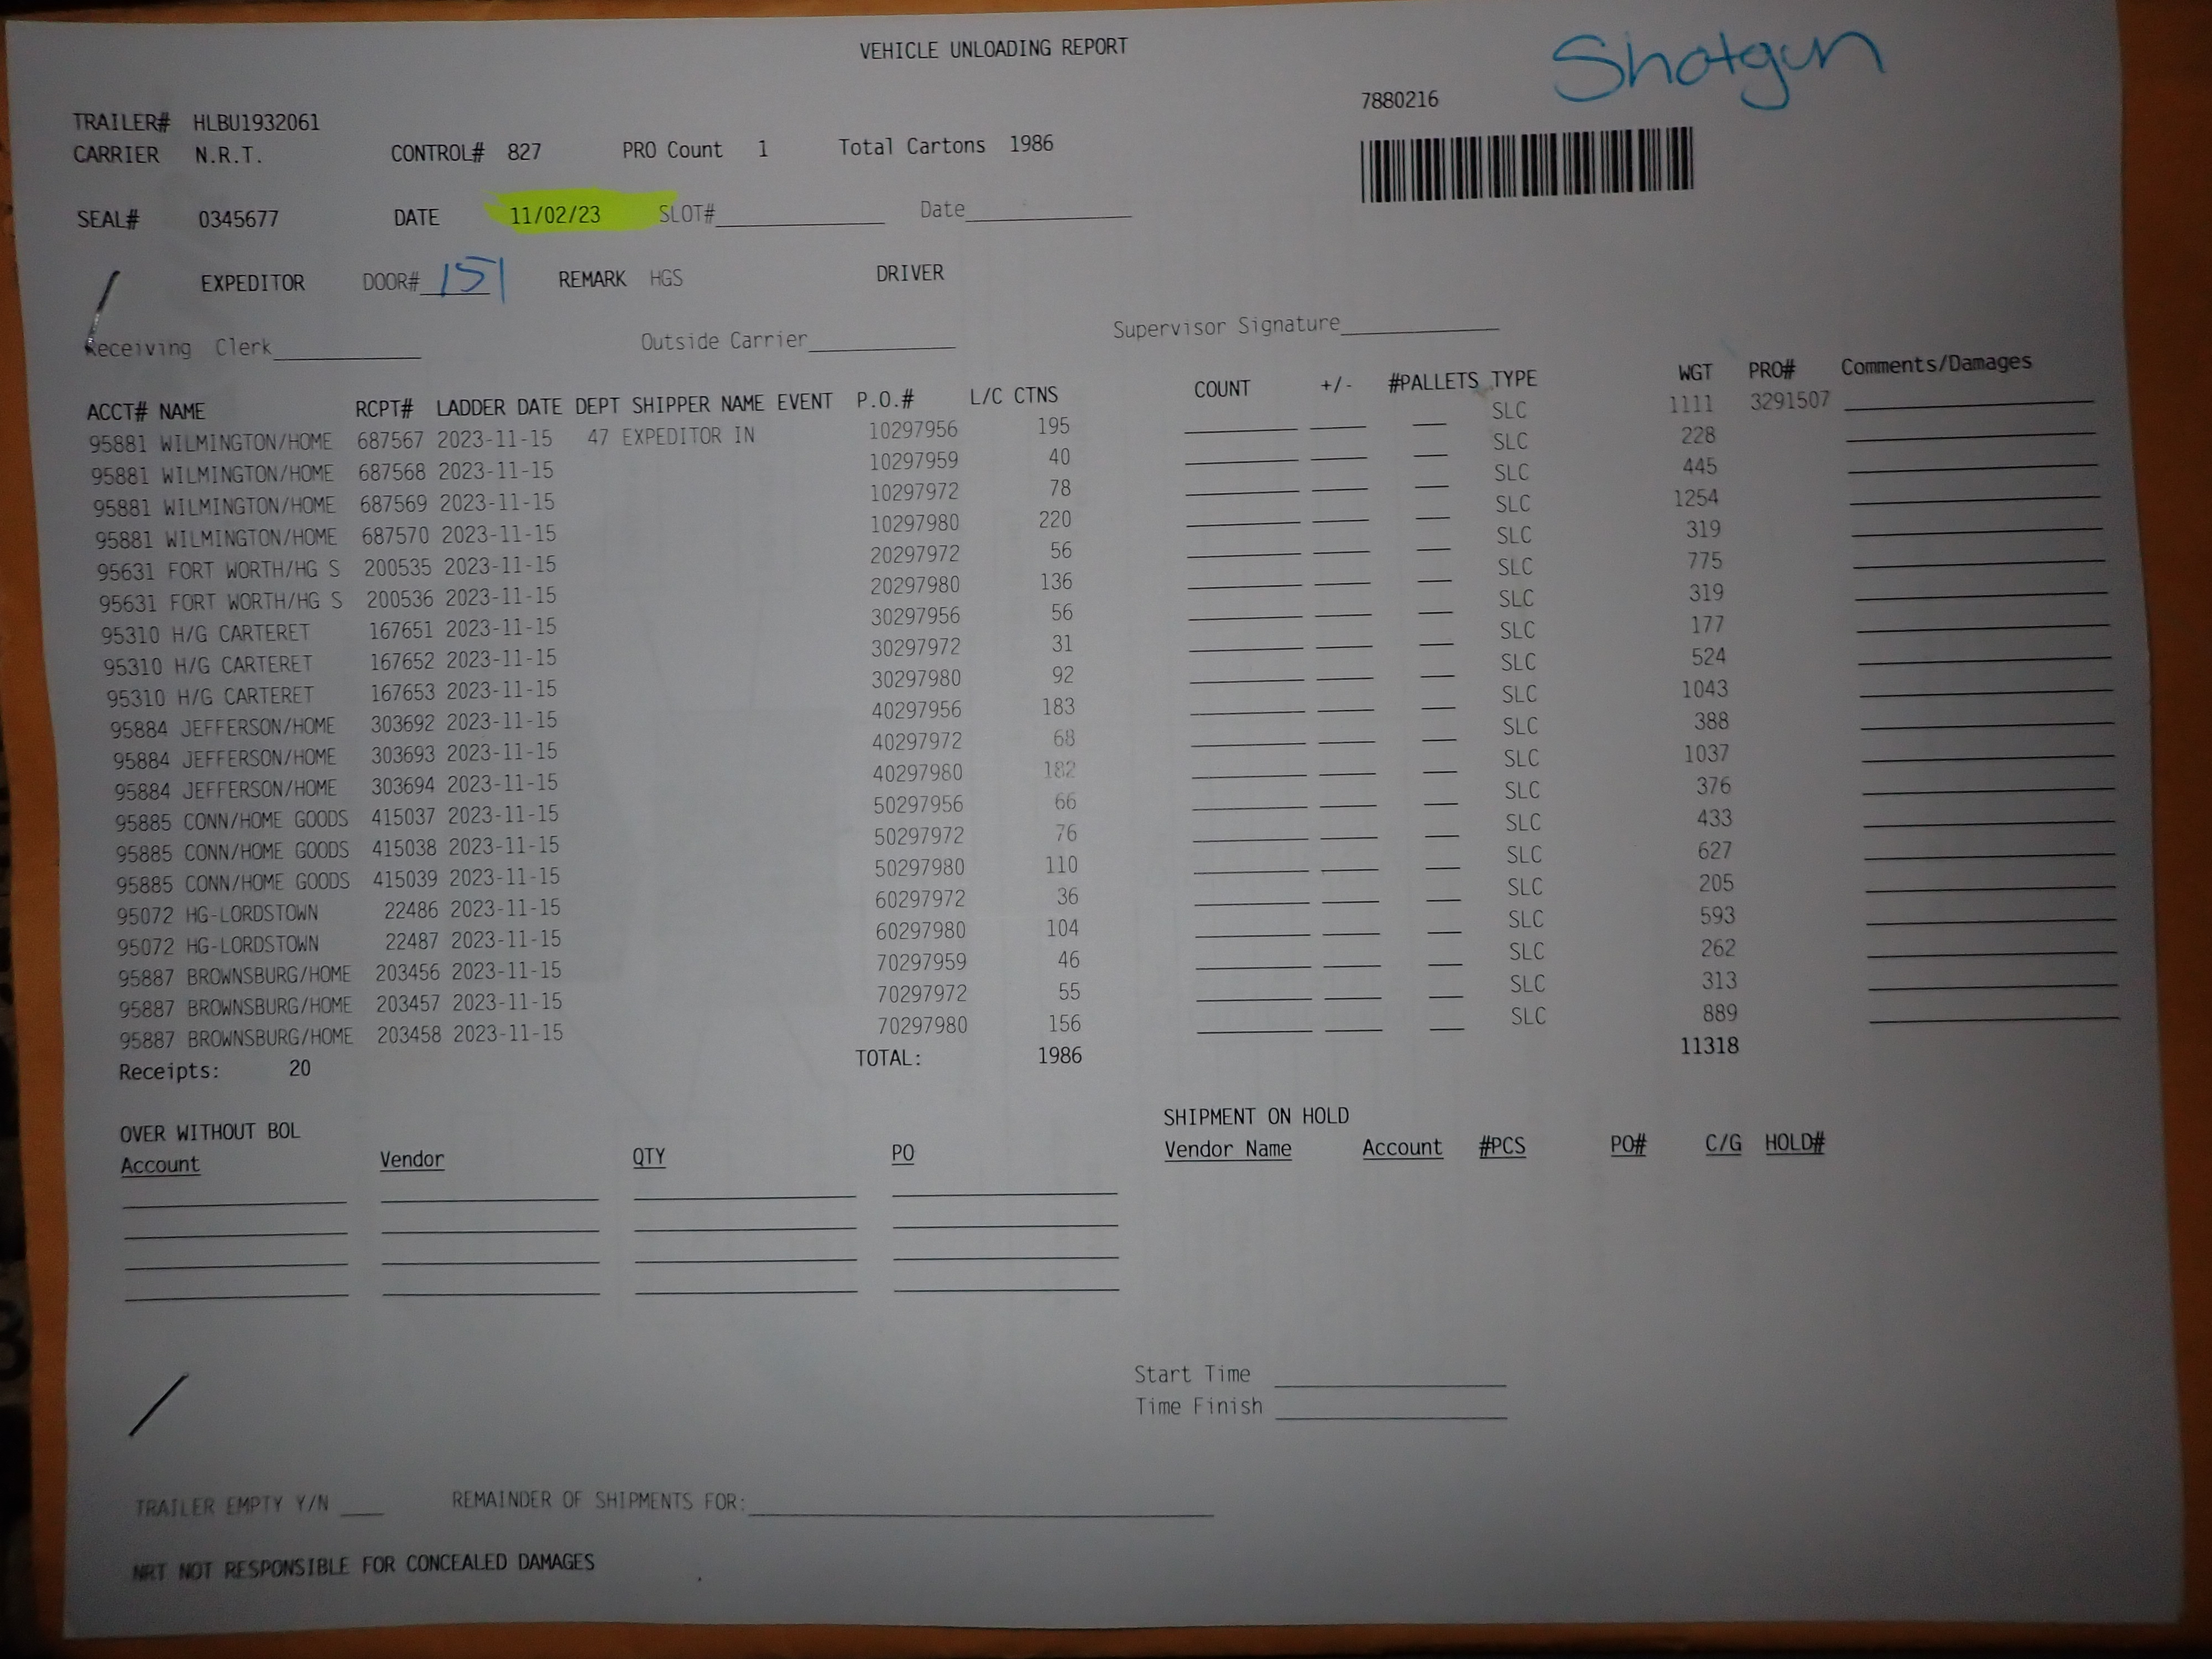 VEHICLE UNLOADING REPORT
Shotgun
7880216
TRAILER# HLBU1932061
CARRIER N.R.T. CONTROL# 827 PRO Count 1 Total Cartons 1986
SEAL# 0345677 DATE 11/02/23 SLOT# Date
EXPEDITOR DOOR# 151 REMARK HGS DRIVER
Receiving Clerk Outside Carrier Supervisor Signature
ACCT# NAME RCPT# LADDER DATE DEPT SHIPPER NAME EVENT P.O.# L/C CTNS COUNT +/- #PALLETS TYPE WGT PRO# Comments/Damages
95881 WILMINGTON/HOME 687567 2023-11-15 47 EXPEDITOR IN 10297956 195 SLC 1111 3291507
95881 WILMINGTON/HOME 687568 2023-11-15 10297959 40 SLC 228
95881 WILMINGTON/HOME 687569 2023-11-15 10297972 78 SLC 445
95881 WILMINGTON/HOME 687570 2023-11-15 10297980 220 SLC 1254
95631 FORT WORTH/HG S 200535 2023-11-15 20297972 56 SLC 319
95631 FORT WORTH/HG S 200536 2023-11-15 20297980 136 SLC 775
95310 H/G CARTERET 167651 2023-11-15 30297956 56 SLC 319
95310 H/G CARTERET 167652 2023-11-15 30297972 31 SLC 177
95310 H/G CARTERET 167653 2023-11-15 30297980 92 SLC 524
95884 JEFFERSON/HOME 303692 2023-11-15 40297956 183 SLC 1043
95884 JEFFERSON/HOME 303693 2023-11-15 40297972 68 SLC 388
95884 JEFFERSON/HOME 303694 2023-11-15 40297980 182 SLC 1037
95885 CONN/HOME GOODS 415037 2023-11-15 50297956 66 SLC 376
95885 CONN/HOME GOODS 415038 2023-11-15 50297972 76 SLC 433
95885 CONN/HOME GOODS 415039 2023-11-15 50297980 110 SLC 627
95072 HG-LORDSTOWN 22486 2023-11-15 60297972 36 SLC 205
95072 HG-LORDSTOWN 22487 2023-11-15 60297980 104 SLC 593
95887 BROWNSBURG/HOME 203456 2023-11-15 70297959 46 SLC 262
95887 BROWNSBURG/HOME 203457 2023-11-15 70297972 55 SLC 313
95887 BROWNSBURG/HOME 203458 2023-11-15 70297980 156 SLC 889
Receipts: 20 TOTAL: 1986 11318
OVER WITHOUT BOL SHIPMENT ON HOLD
Account Vendor QTY PO Vendor Name Account #PCS PO# C/G HOLD#
Start Time
Time Finish
TRAILER EMPTY Y/N REMAINDER OF SHIPMENTS FOR:
NRT NOT RESPONSIBLE FOR CONCEALED DAMAGES